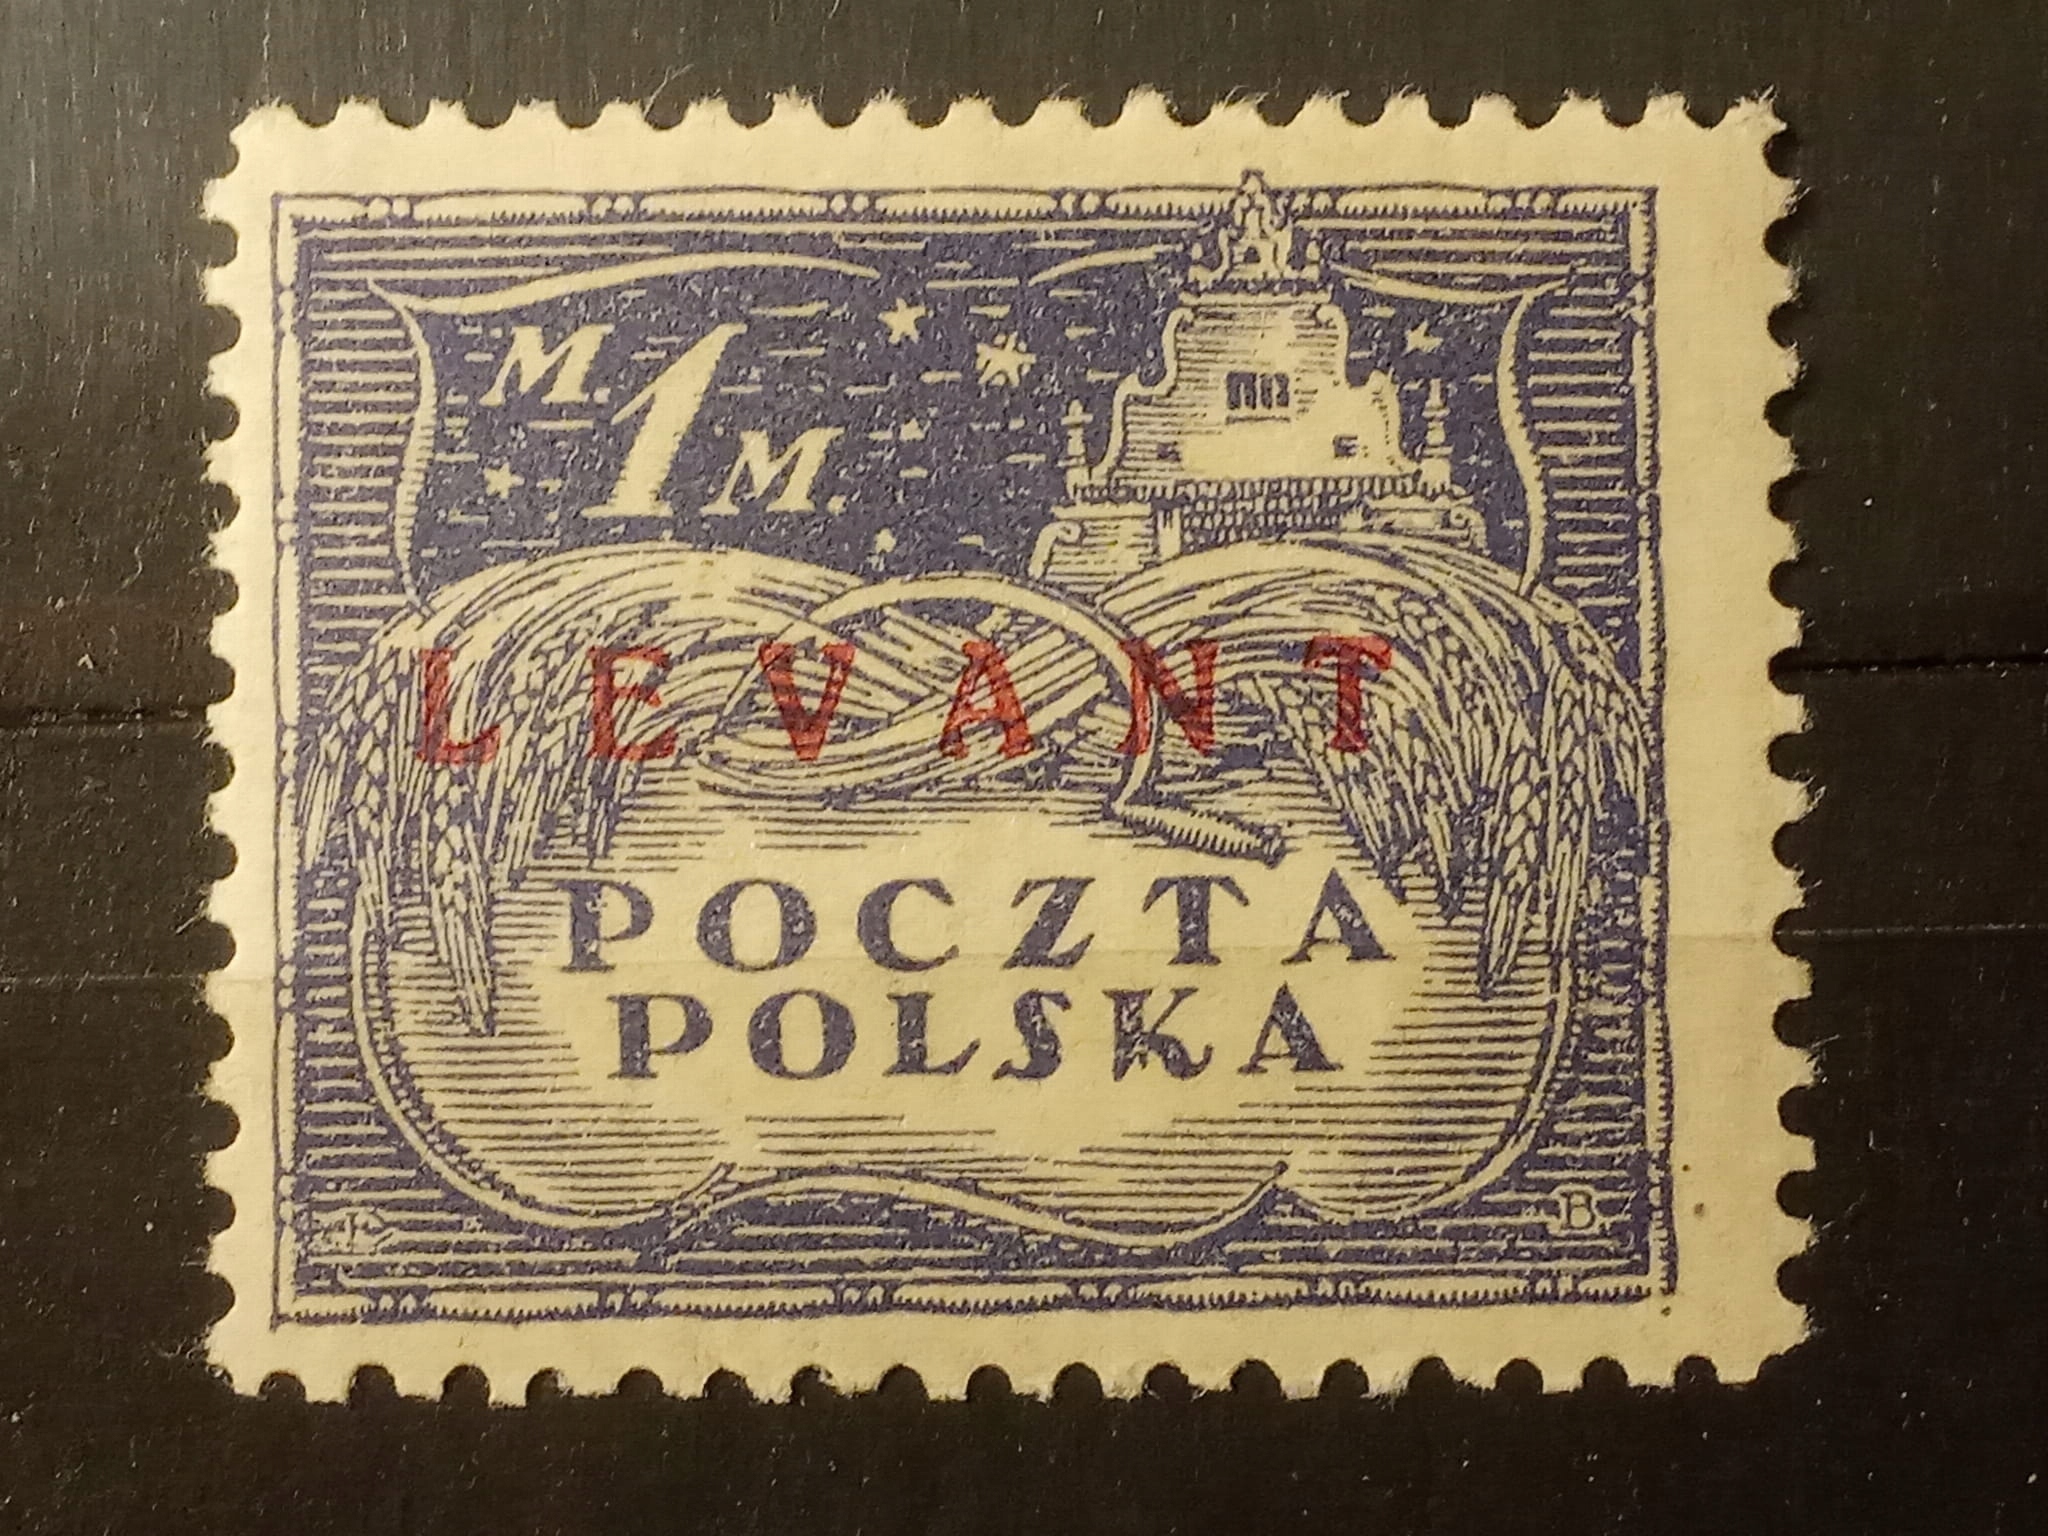 M. 1 M.
LEVANT
POCZTA
POLSKA
B